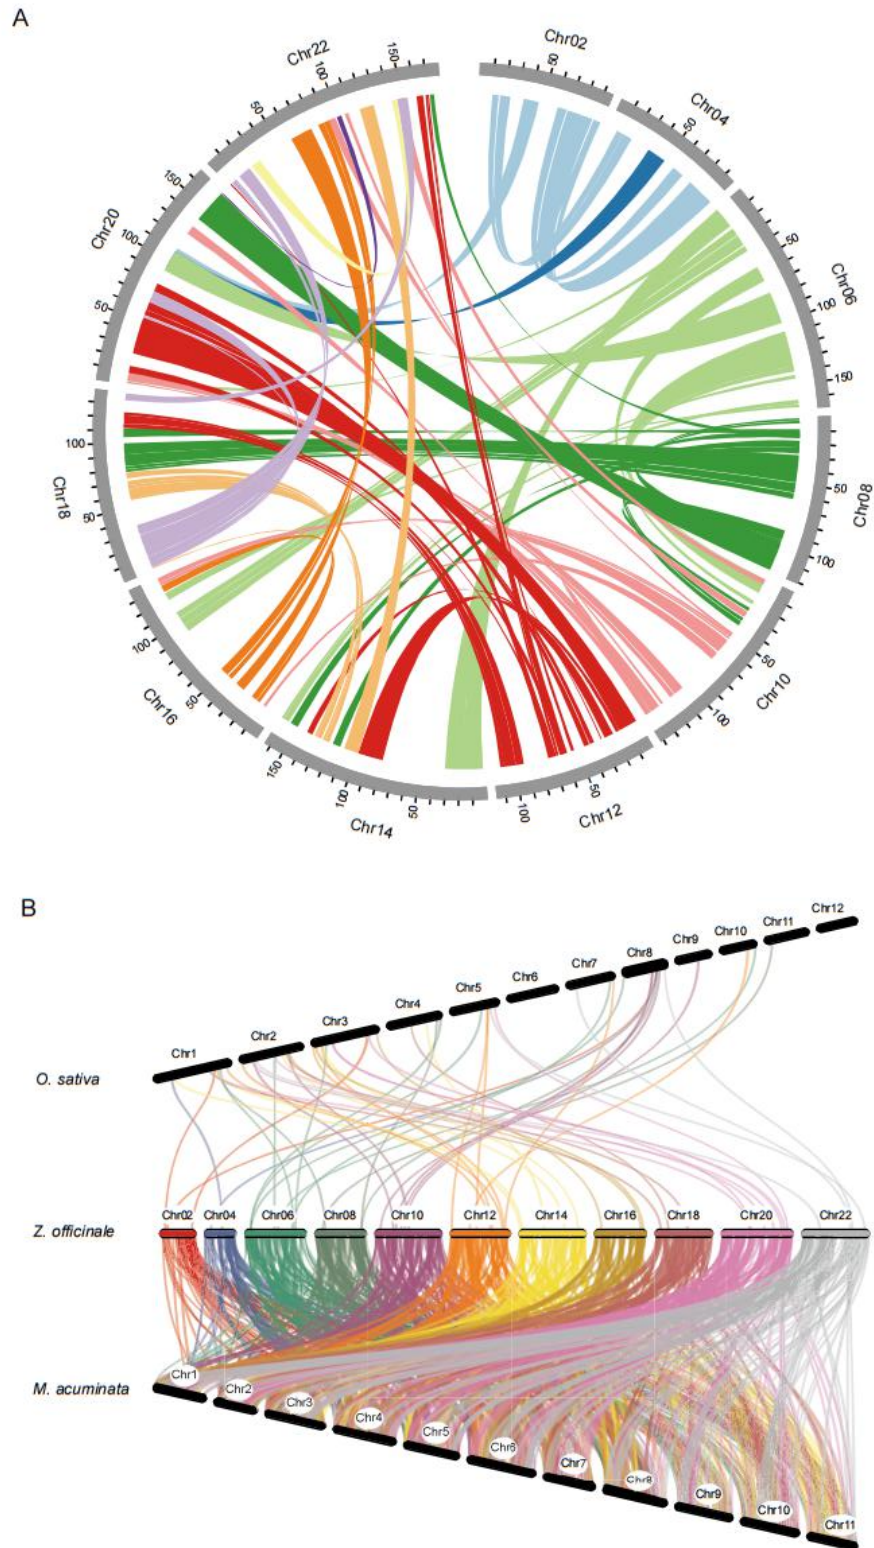 A
Chr22
Chr02
Chr04
Chr06
Chr08
Chr10
Chr12
Chr14
Chr16
Chr18
Chr20
50
100
150
50
50
50
100
150
50
100
50
100
50
100
50
100
150
50
100
50
100
50
100
150
B
Chr1 Chr2 Chr3 Chr4 Chr5 Chr6 Chr7 Chr8 Chr9 Chr10 Chr11 Chr12
O. sativa
Chr02 Chr04 Chr06 Chr08 Chr10 Chr12 Chr14 Chr16 Chr18 Chr20 Chr22
Z. officinale
M. acuminata
Chr1 Chr2 Chr3 Chr4 Chr5 Chr6 Chr7 Chr8 Chr9 Chr10 Chr11